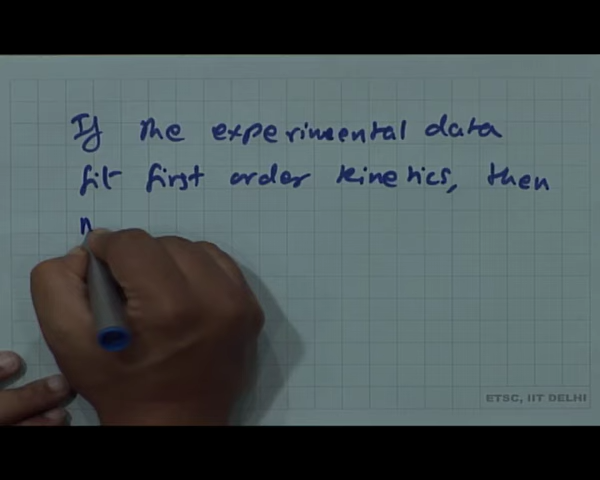 If the experimental data
fit first order kinetics, then
ETSC, IIT DELHI